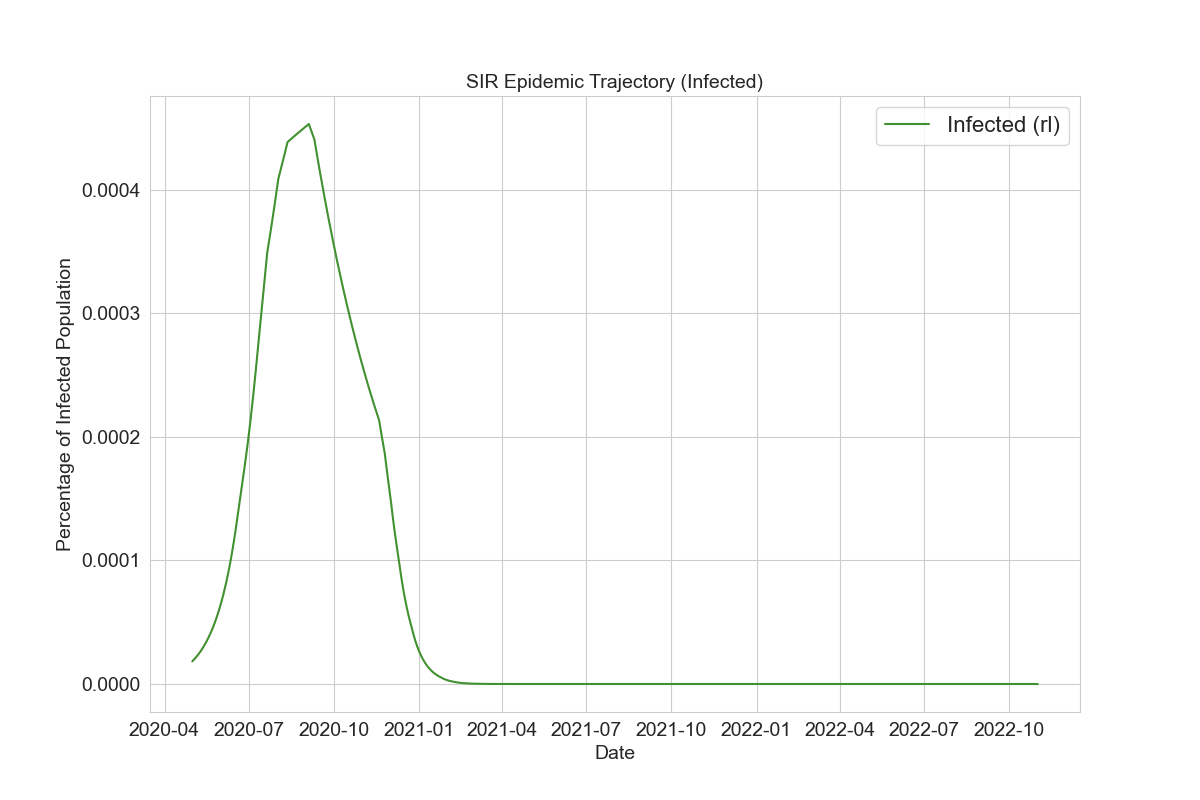 SIR Epidemic Trajectory (Infected)
Infected (rl)
Percentage of Infected Population
0.0004
0.0003
0.0002
0.0001
0.0000
2020-04 2020-07 2020-10 2021-01 2021-04 2021-07 2021-10 2022-01 2022-04 2022-07 2022-10
Date